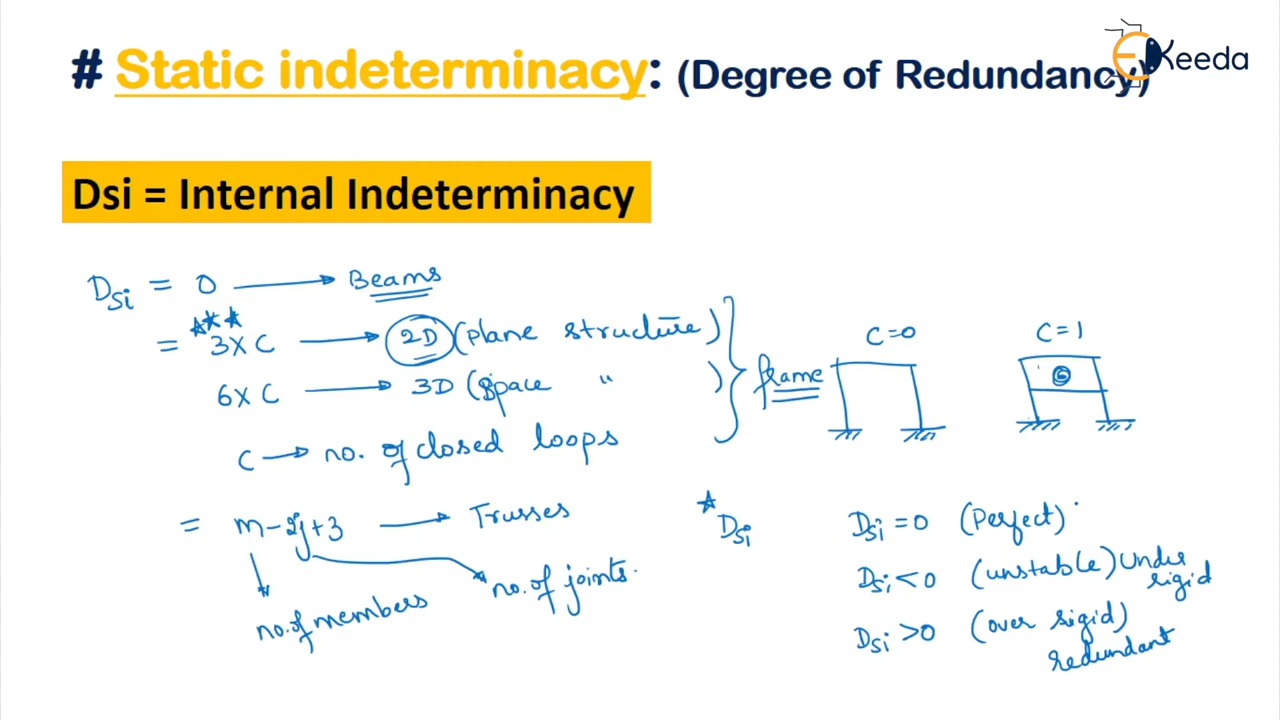 # Static indeterminacy: (Degree of Redundancy)
EKeeda
Dsi = Internal Indeterminacy
Dsi = 0 → Beams
= 3 x C → 2D (plane structure)
6 x C → 3D (Space " )
} frame
C → no. of closed loops
C=0
C=1
= m - 2j + 3 → Trusses
no. of members
no. of joints.
Dsi
Dsi = 0 (Perfect)
Dsi < 0 (unstable) Under rigid
Dsi > 0 (over rigid)
redundant